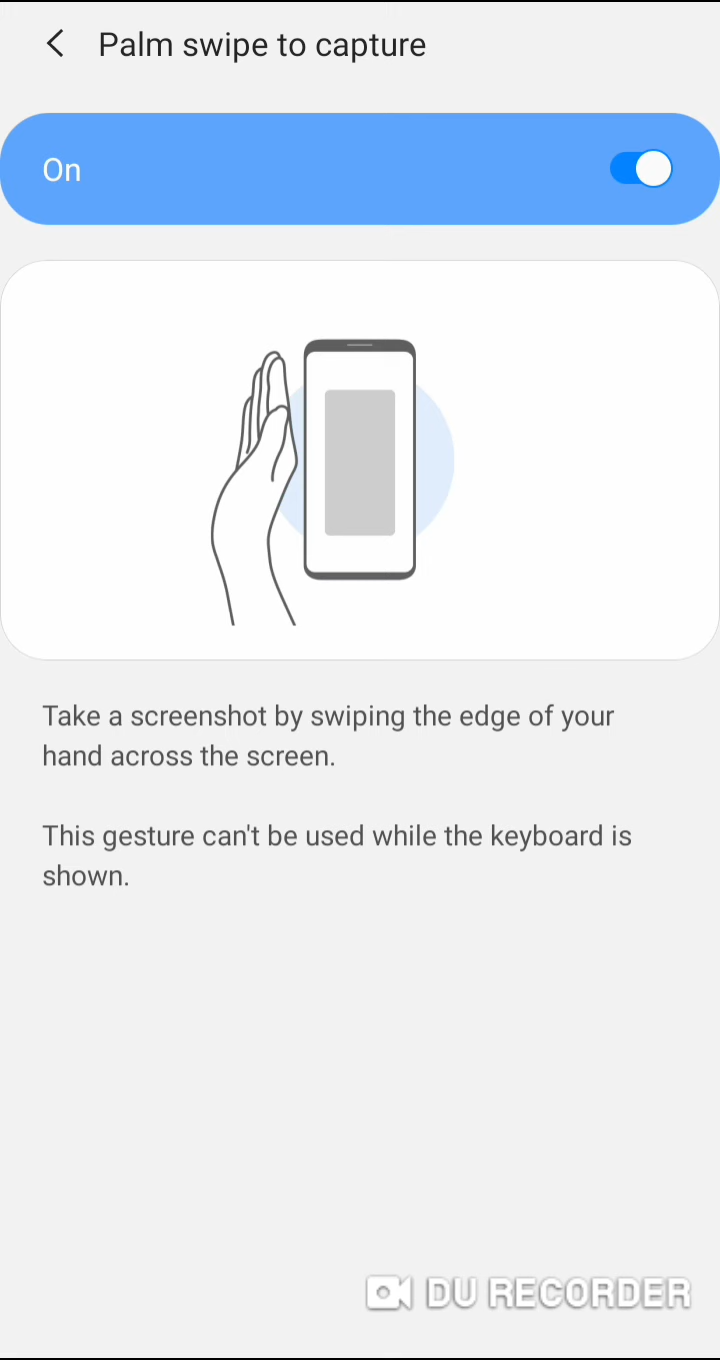 Palm swipe to capture
On
Take a screenshot by swiping the edge of your
hand across the screen.
This gesture can't be used while the keyboard is
shown.
DU RECORDER